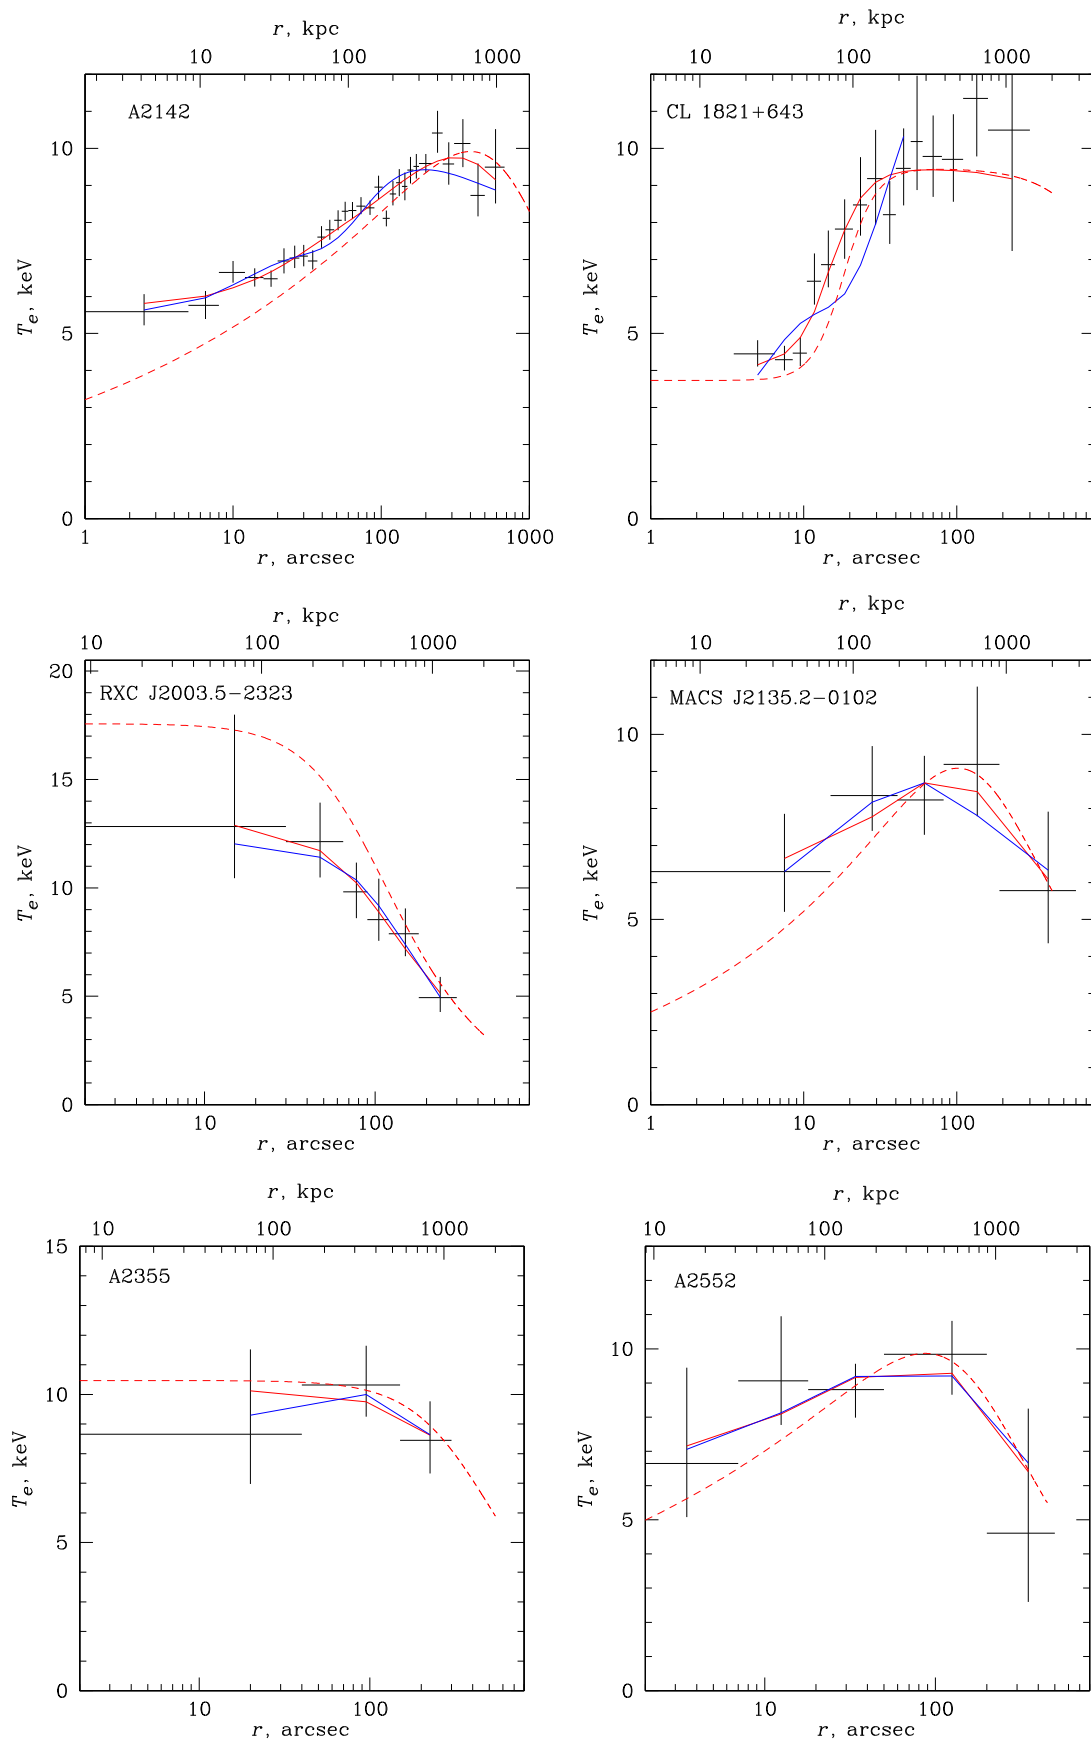 r, kpc
10 100 1000
A2142
10
5
0
T_e, keV
1 10 100 1000
r, arcsec
r, kpc
10 100 1000
CL 1821+643
10
5
0
T_e, keV
1 10 100
r, arcsec
r, kpc
10 100 1000
RXC J2003.5−2323
20
15
10
5
0
T_e, keV
10 100
r, arcsec
r, kpc
10 100 1000
MACS J2135.2−0102
10
5
0
T_e, keV
1 10 100
r, arcsec
r, kpc
10 100 1000
A2355
15
10
5
0
T_e, keV
10 100
r, arcsec
r, kpc
10 100 1000
A2552
10
5
0
T_e, keV
10 100
r, arcsec